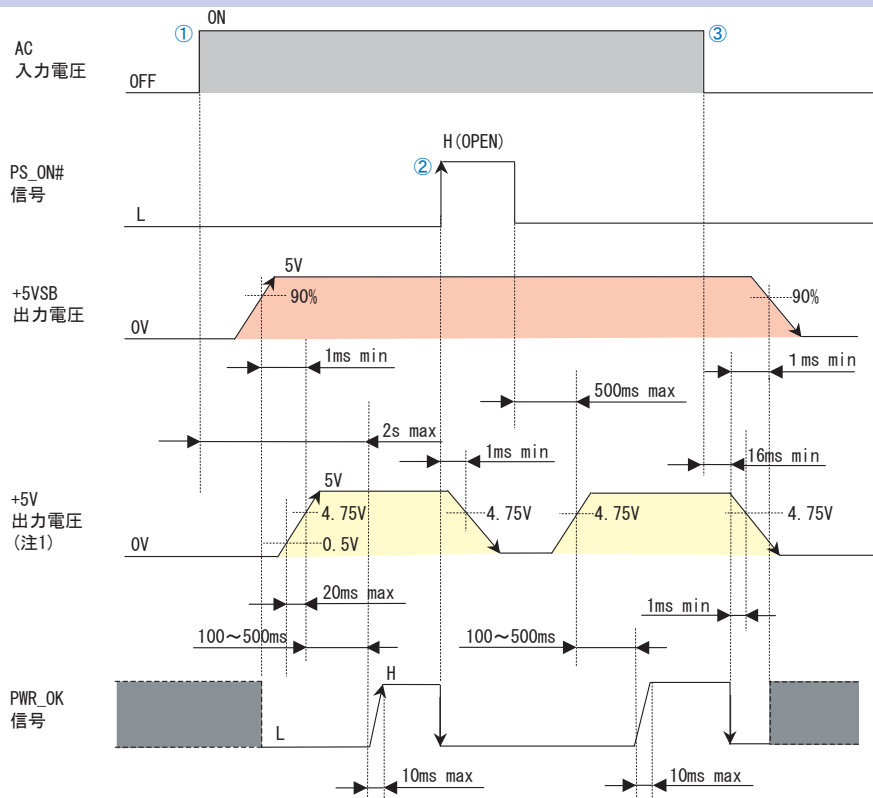 ON
①
③
AC
入力電圧
OFF
H(OPEN)
②
PS_ON#
信号
L
5V
+5VSB
出力電圧
90%
90%
0V
1ms min
1ms min
500ms max
2s max
1ms min
16ms min
5V
+5V
出力電圧
(注1)
4.75V
4.75V
4.75V
4.75V
0.5V
0V
20ms max
1ms min
100～500ms
100～500ms
H
PWR_OK
信号
L
10ms max
10ms max